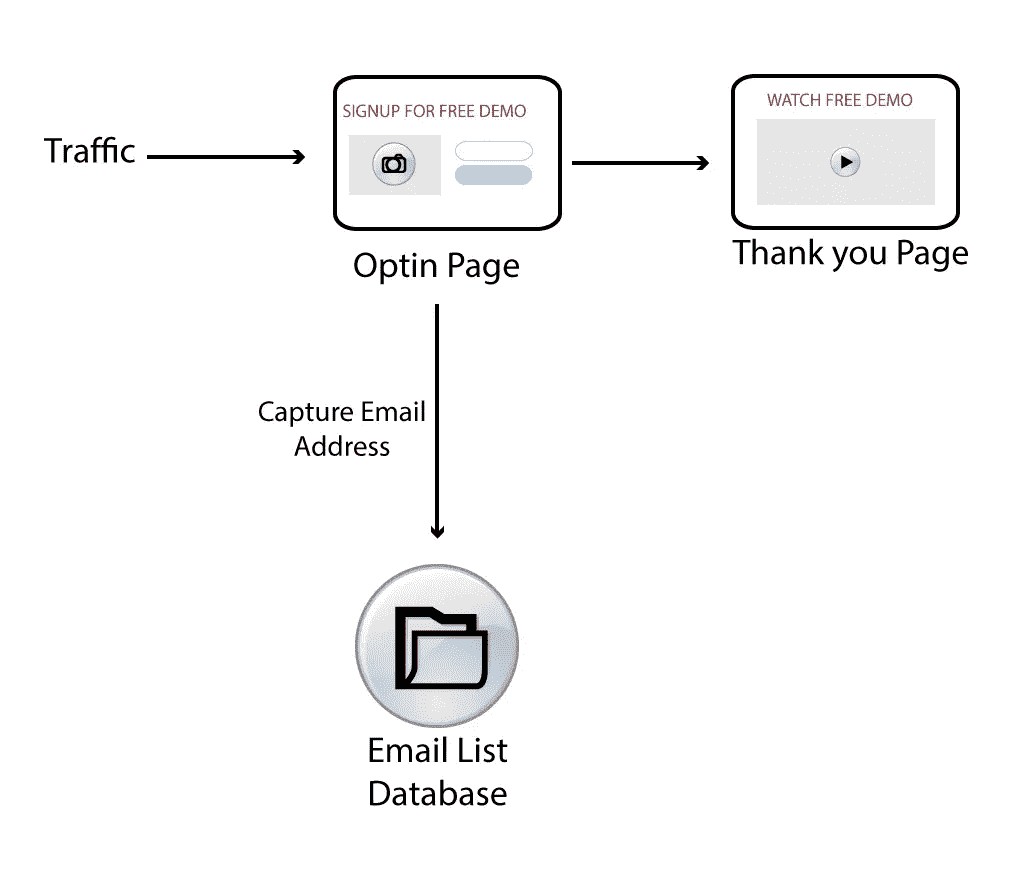 Traffic
SIGNUP FOR FREE DEMO
Optin Page
WATCH FREE DEMO
Thank you Page
Capture Email
Address
Email List
Database